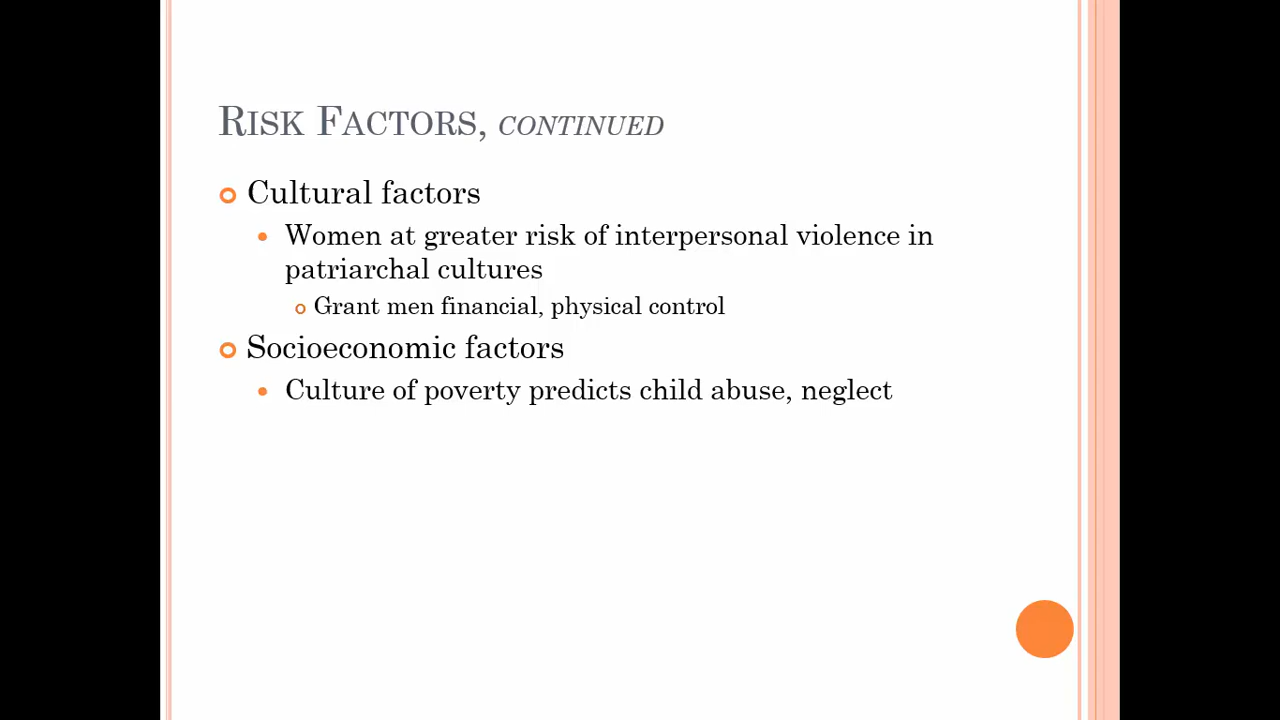 RISK FACTORS, CONTINUED
Cultural factors
Women at greater risk of interpersonal violence in
patriarchal cultures
Grant men financial, physical control
Socioeconomic factors
Culture of poverty predicts child abuse, neglect